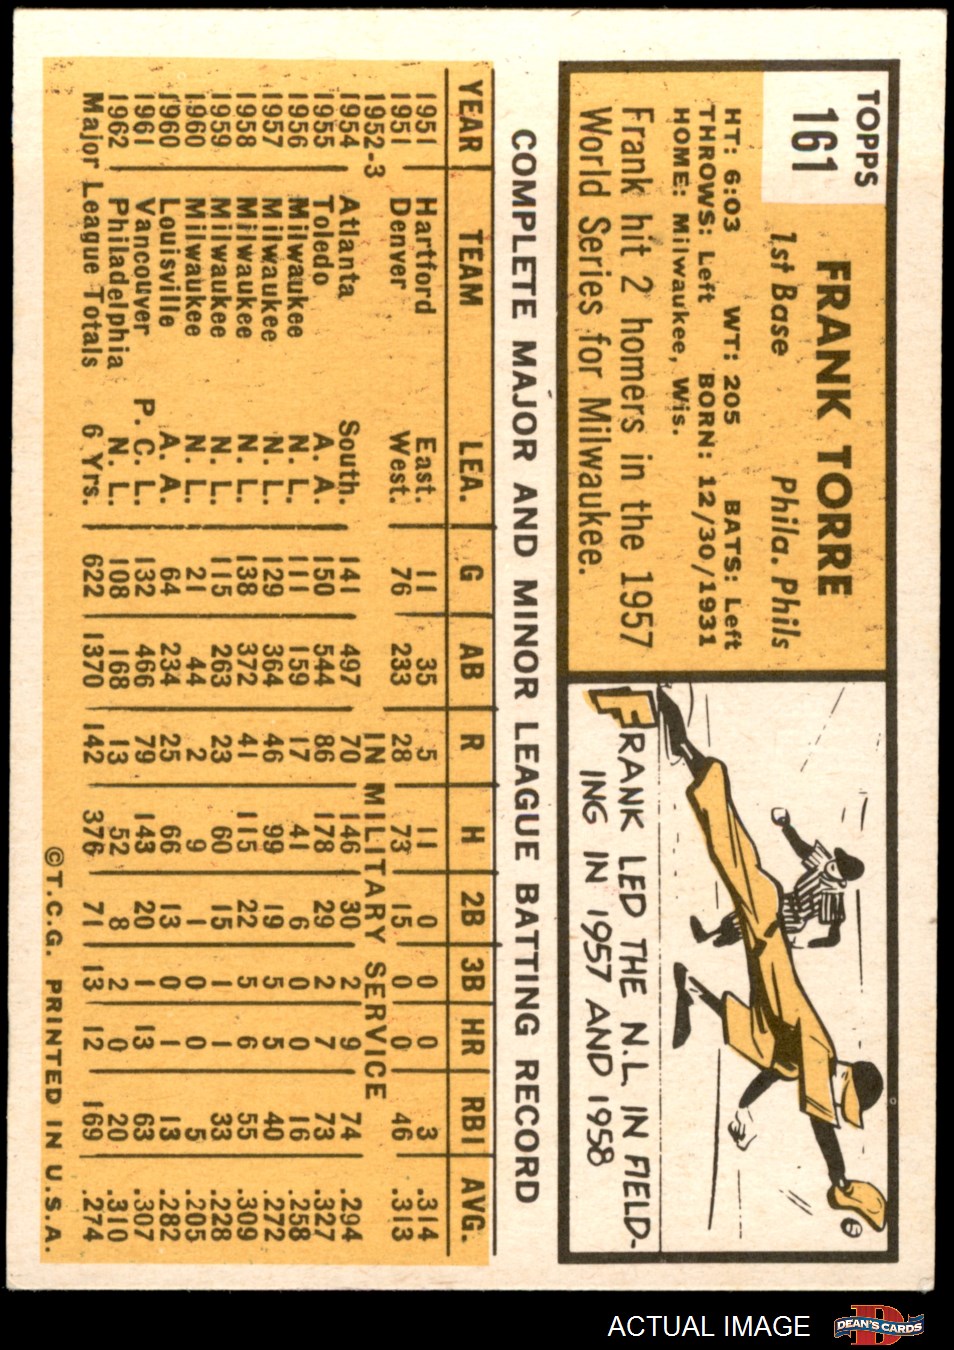 TOPPS
161
FRANK TORRE
1st Base Phila. Phils
HT: 6:03 WT: 205 BATS: Left
THROWS: Left BORN: 12/30/1931
HOME: Milwaukee, Wis.
Frank hit 2 homers in the 1957
World Series for Milwaukee.
FRANK LED THE N.L. IN FIELD-
ING IN 1957 AND 1958
COMPLETE MAJOR AND MINOR LEAGUE BATTING RECORD
YEAR TEAM LEA. G AB R H 2B 3B HR RBI AVG.
1951 Hartford East. 11 35 5 11 0 0 0 3 .314
1951 Denver West. 76 233 28 73 15 0 0 46 .313
1952-3 IN MILITARY SERVICE
1954 Atlanta South. 141 497 70 146 30 2 9 74 .294
1955 Toledo A. A. 150 544 86 178 29 2 7 73 .327
1956 Milwaukee N. L. 111 159 17 41 6 0 0 16 .258
1957 Milwaukee N. L. 129 364 46 99 19 5 5 40 .272
1958 Milwaukee N. L. 138 372 41 115 22 5 6 55 .309
1959 Milwaukee N. L. 115 263 23 60 15 1 1 33 .228
1960 Milwaukee N. L. 21 44 2 9 1 0 0 5 .205
1960 Louisville A. A. 64 234 25 66 13 0 1 13 .282
1961 Vancouver P. C. L. 132 466 79 143 20 1 13 63 .307
1962 Philadelphia N. L. 108 168 13 52 8 2 0 20 .310
Major League Totals 6 Yrs. 622 1370 142 376 71 13 12 169 .274
©T.C.G. PRINTED IN U.S.A.
ACTUAL IMAGE
D
DEAN'S CARDS